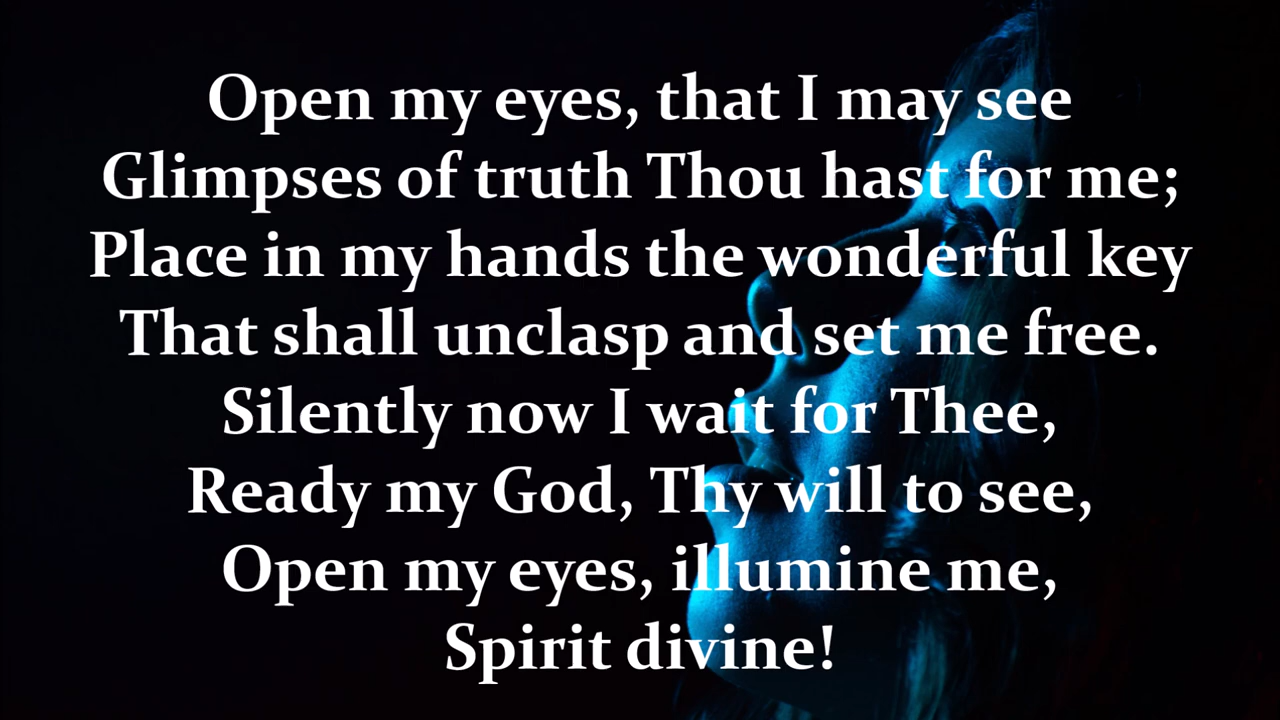 Open my eyes, that I may see
Glimpses of truth Thou hast for me;
Place in my hands the wonderful key
That shall unclasp and set me free.
Silently now I wait for Thee,
Ready my God, Thy will to see,
Open my eyes, illumine me,
Spirit divine!